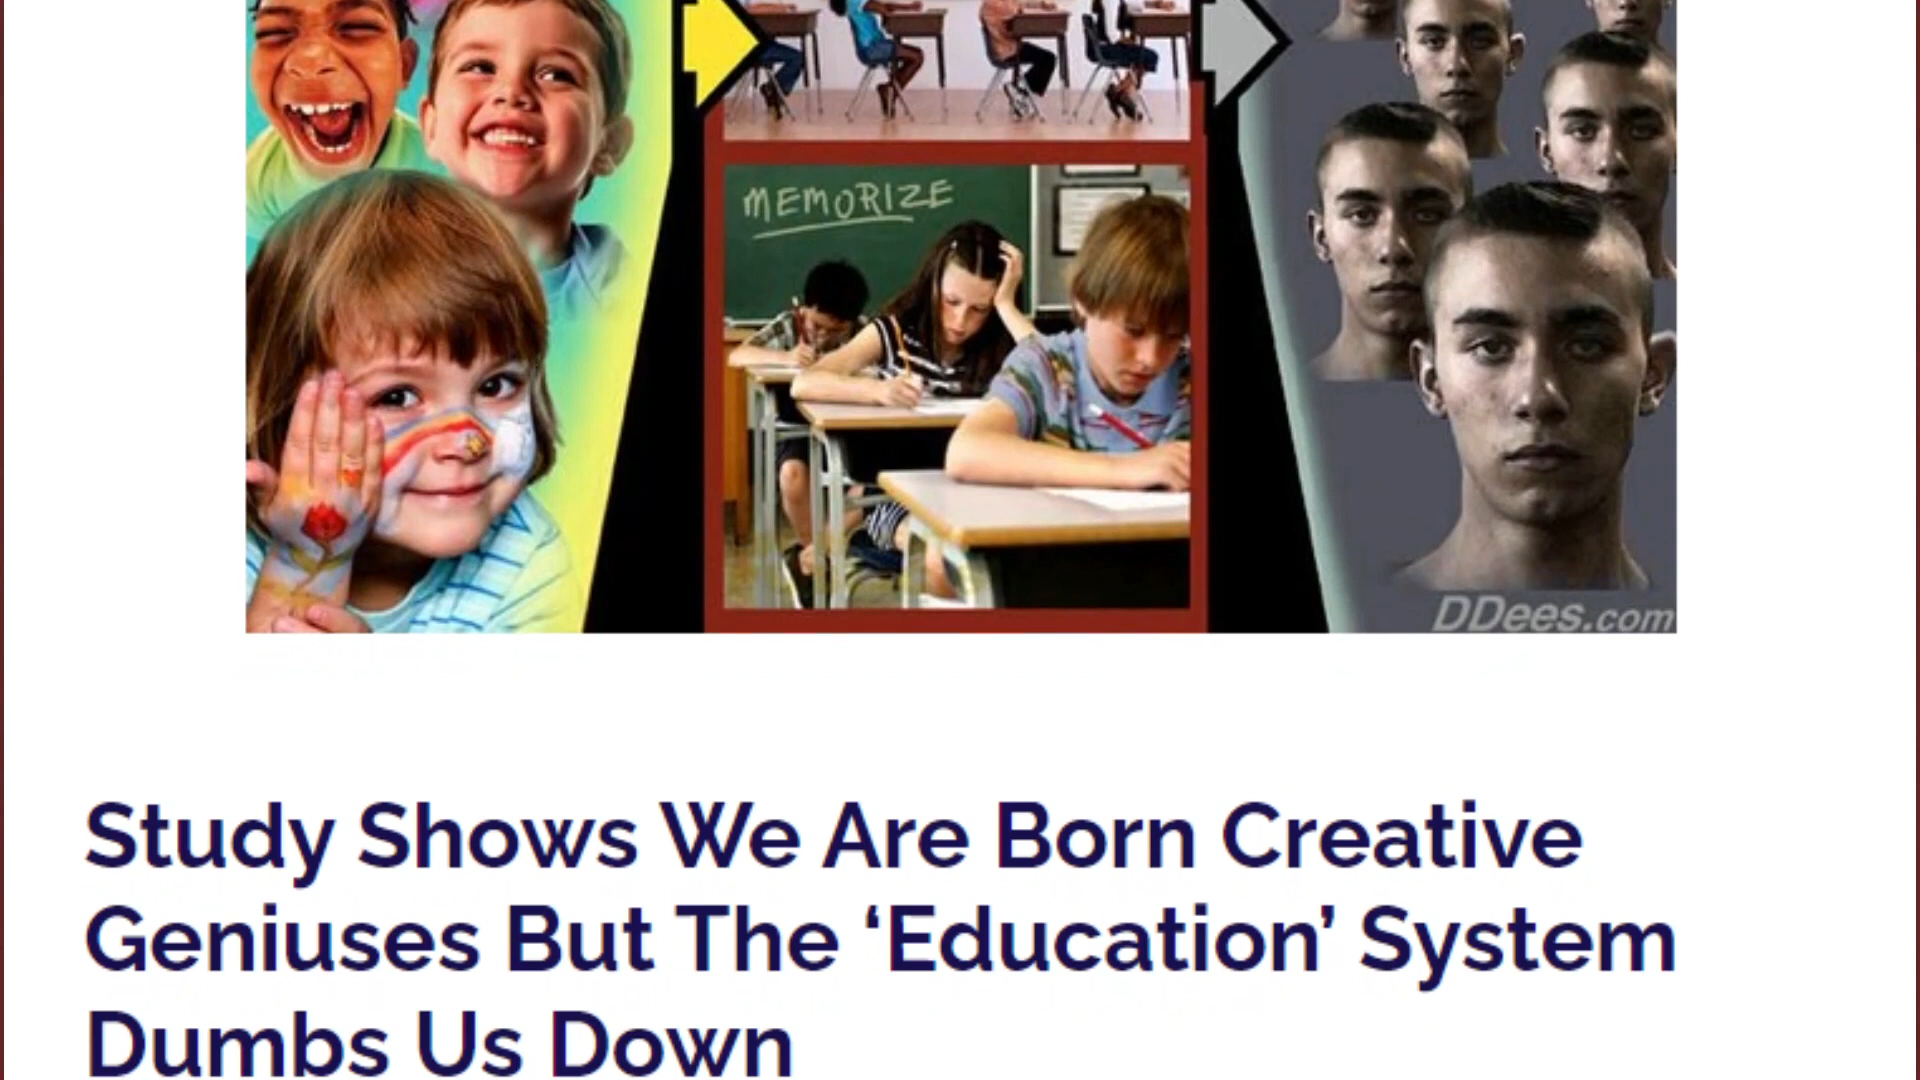 MEMORIZE
DDees.com
Study Shows We Are Born Creative
Geniuses But The ‘Education’ System
Dumbs Us Down